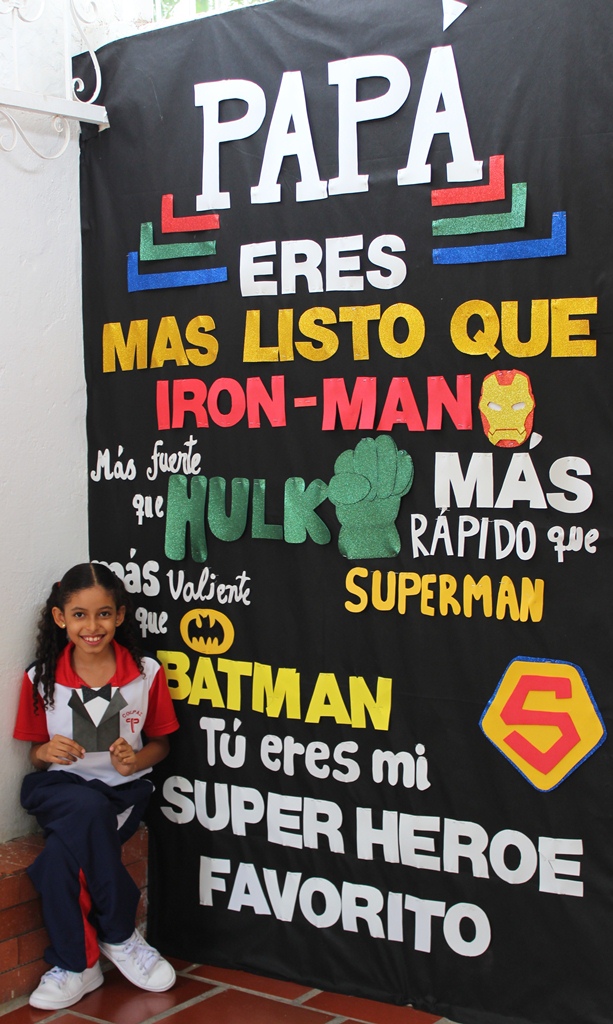 PAPÁ
ERES
MAS LISTO QUE
IRON-MAN
Más fuerte
que
HULK
MÁS
RÁPIDO que
SUPERMAN
más Valiente
que
BATMAN
Tú eres mi
SUPER HEROE
FAVORITO
S